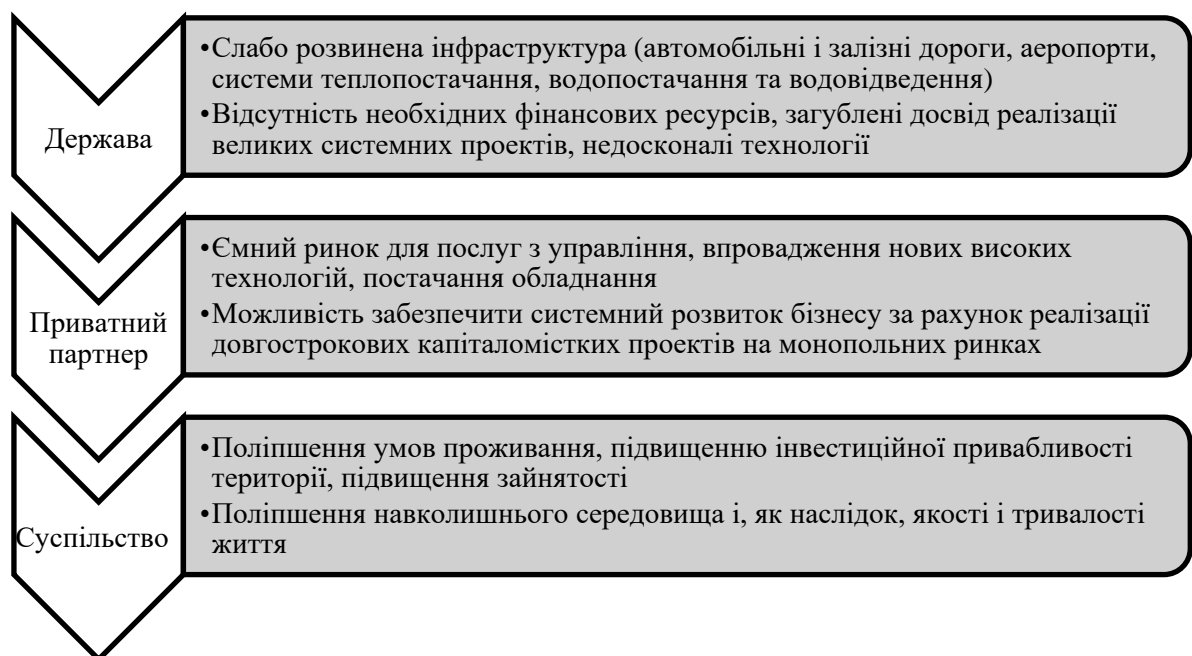 Держава
•Слабо розвинена інфраструктура (автомобільні і залізні дороги, аеропорти,
системи теплопостачання, водопостачання та водовідведення)
•Відсутність необхідних фінансових ресурсів, загублені досвід реалізації
великих системних проектів, недосконалі технології
Приватний
партнер
•Ємний ринок для послуг з управління, впровадження нових високих
технологій, постачання обладнання
•Можливість забезпечити системний розвиток бізнесу за рахунок реалізації
довгострокових капіталомістких проектів на монопольних ринках
Суспільство
•Поліпшення умов проживання, підвищенню інвестиційної привабливості
території, підвищення зайнятості
•Поліпшення навколишнього середовища і, як наслідок, якості і тривалості
життя